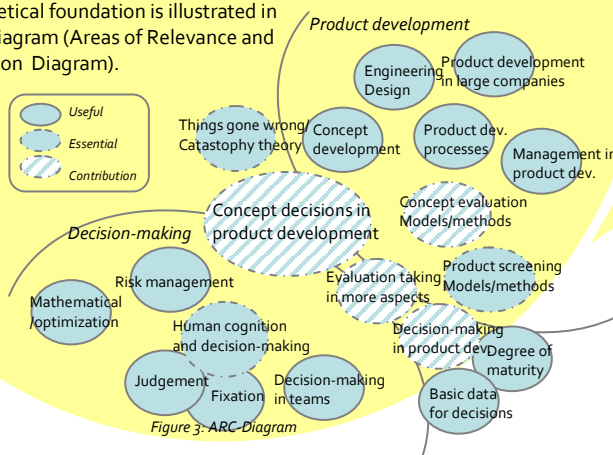 etical foundation is illustrated in
iagram (Areas of Relevance and
on Diagram).
Product development
Useful
Essential
Contribution
Engineering
Design
Product development
in large companies
Things gone wrong/
Catastophy theory
Concept
development
Product dev.
processes
Management in
product dev.
Concept decisions in
product development
Concept evaluation
Models/methods
Decision-making
Risk management
Evaluation taking
in more aspects
Product screening
Models/methods
Mathematical
/optimization
Human cognition
and decision-making
Decision-making
in product dev.
Degree of
maturity
Judgement
Fixation
Decision-making
in teams
Basic data
for decisions
Figure 3: ARC-Diagram